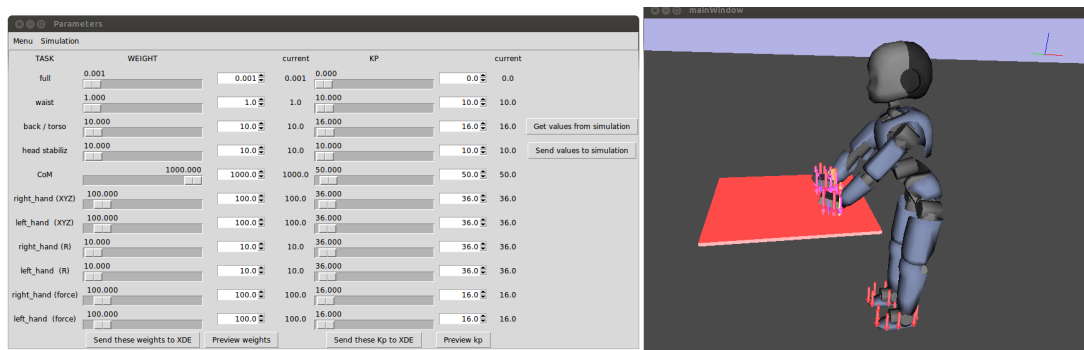 Parameters
Menu Simulation
TASK WEIGHT current KP current
full 0.001 0.001 0.001 0.000 0.0 0.0
waist 1.000 1.0 1.0 10.000 10.0 10.0
back / torso 10.000 10.0 10.0 16.000 16.0 16.0 Get values from simulation
head stabiliz 10.000 10.0 10.0 10.000 10.0 10.0 Send values to simulation
CoM 1000.000 1000.0 1000.0 50.000 50.0 50.0
right_hand (XYZ) 100.000 100.0 100.0 36.000 36.0 36.0
left_hand (XYZ) 100.000 100.0 100.0 36.000 36.0 36.0
right_hand (R) 10.000 10.0 10.0 36.000 36.0 36.0
left_hand (R) 10.000 10.0 10.0 36.000 36.0 36.0
right_hand (force) 100.000 100.0 100.0 16.000 16.0 16.0
left_hand (force) 100.000 100.0 100.0 16.000 16.0 16.0
Send these weights to XDE Preview weights Send these Kp to XDE Preview kp
mainWindow